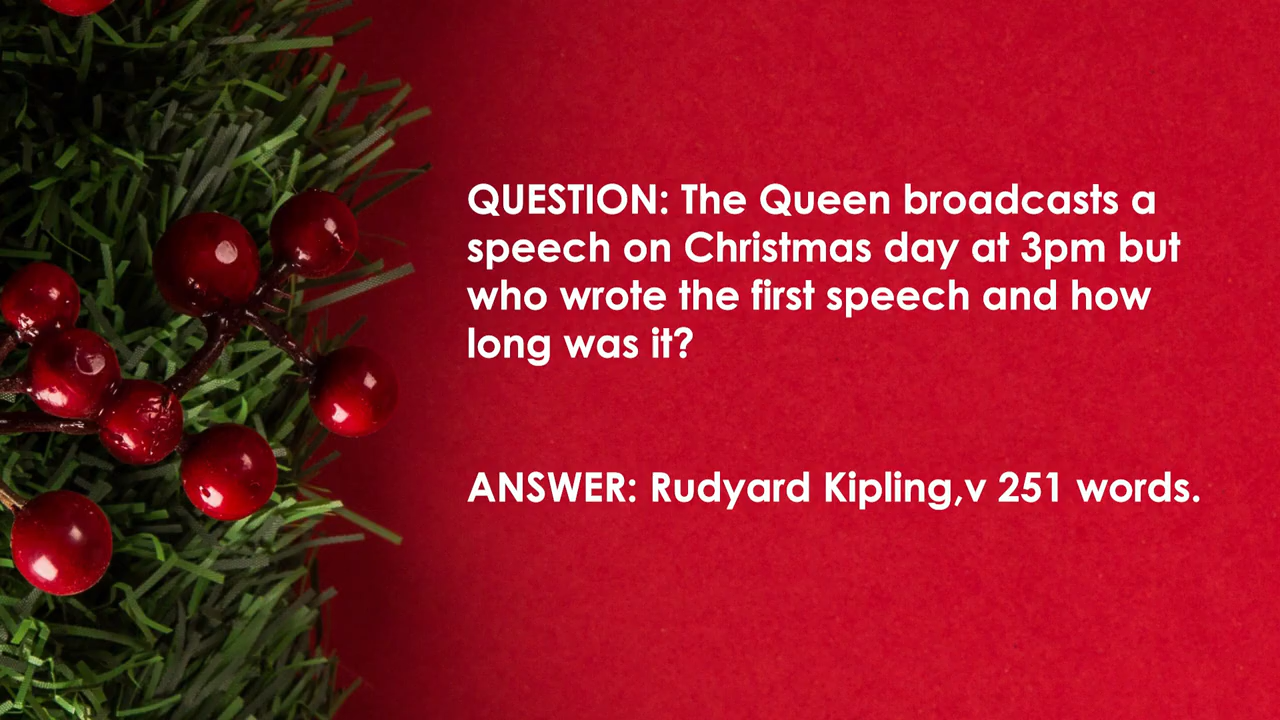 QUESTION: The Queen broadcasts a
speech on Christmas day at 3pm but
who wrote the first speech and how
long was it?
ANSWER: Rudyard Kipling,v 251 words.